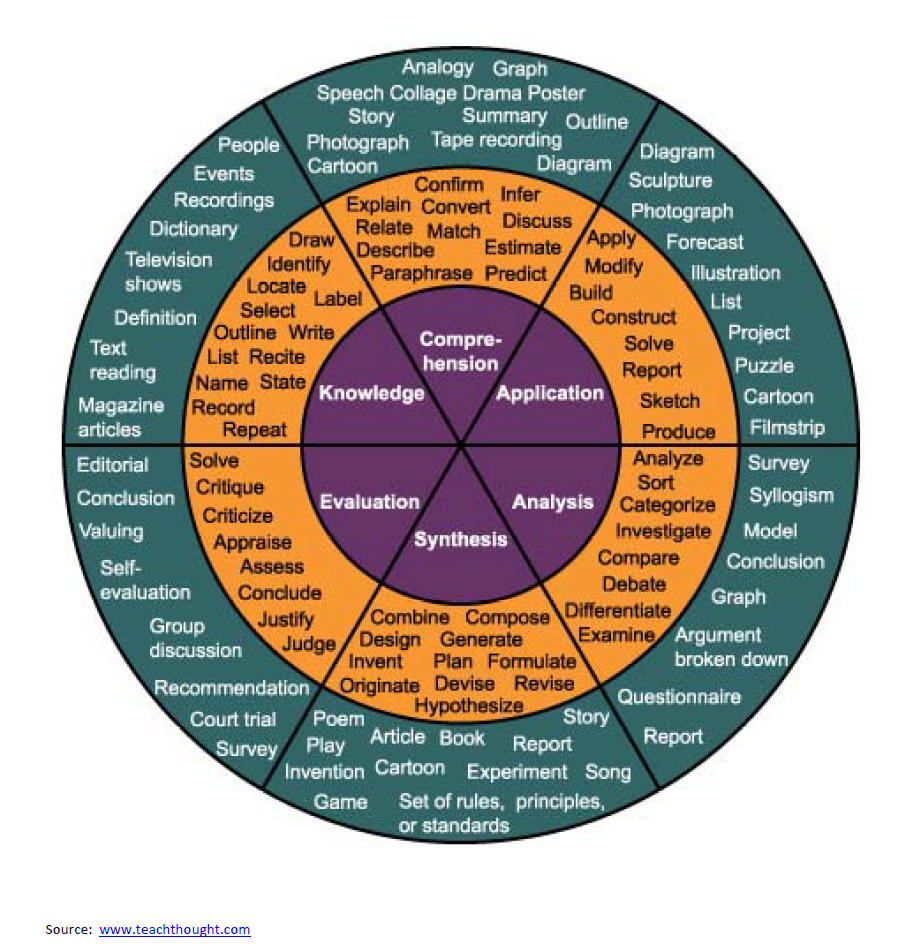 Analogy Graph
Speech Collage Drama Poster
Story Summary Outline
Photograph Tape recording
Cartoon Diagram
Confirm Infer
Explain Convert Discuss
Relate Match
Describe Estimate
Paraphrase Predict
Compre-
hension
Diagram
Sculpture
Photograph
Forecast
Illustration
List
Project
Puzzle
Cartoon
Filmstrip
Apply
Modify
Build
Construct
Solve
Report
Sketch
Produce
Application
Survey
Syllogism
Model
Conclusion
Graph
Argument
broken down
Questionnaire
Report
Analyze
Sort
Categorize
Investigate
Compare
Debate
Differentiate
Examine
Analysis
Synthesis
Combine Compose
Design Generate
Invent Plan Formulate
Originate Devise Revise
Hypothesize
Poem Story
Play Article Book Report
Invention Cartoon Experiment Song
Game Set of rules, principles,
or standards
Evaluation
Solve
Critique
Criticize
Appraise
Assess
Conclude
Justify
Judge
Editorial
Conclusion
Valuing
Self-
evaluation
Group
discussion
Recommendation
Court trial
Survey
Knowledge
Draw
Identify
Locate
Select Label
Outline Write
List Recite
Name State
Record
Repeat
People
Events
Recordings
Dictionary
Television
shows
Definition
Text
reading
Magazine
articles
Source: www.teachthought.com